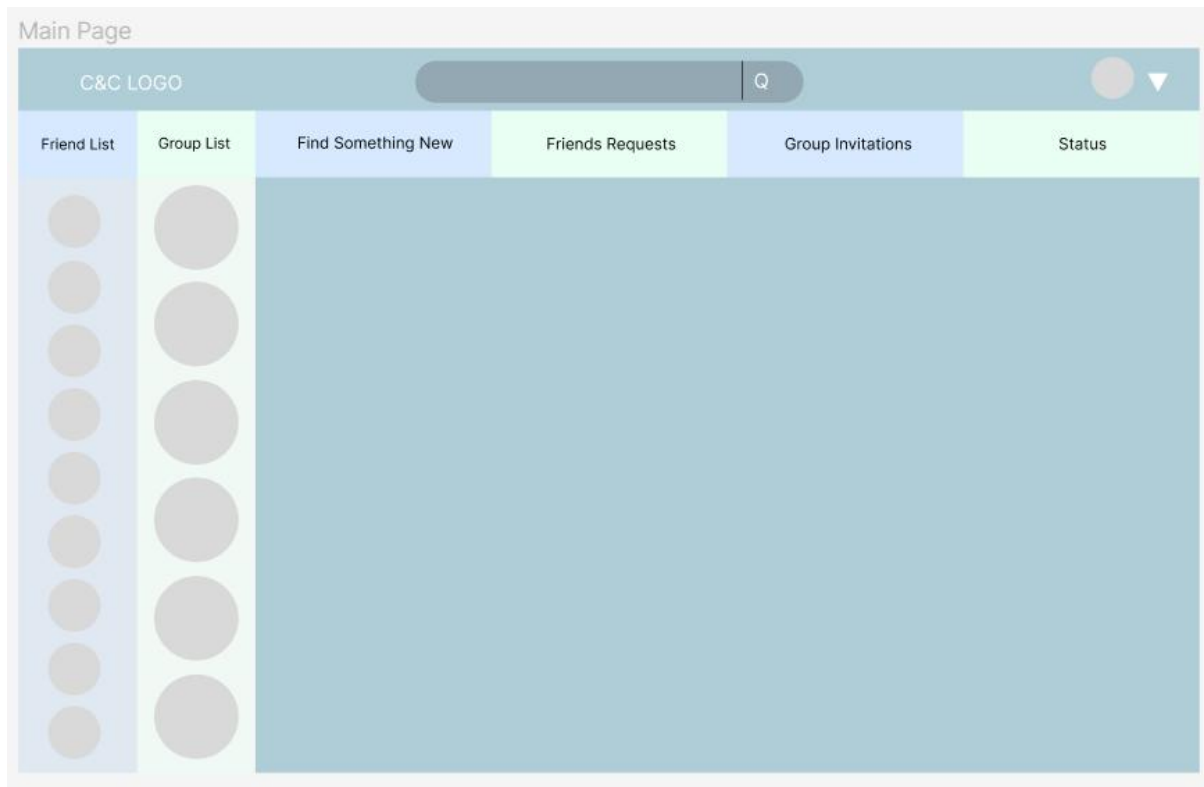 Main Page
C&C LOGO
Q
Friend List
Group List
Find Something New
Friends Requests
Group Invitations
Status